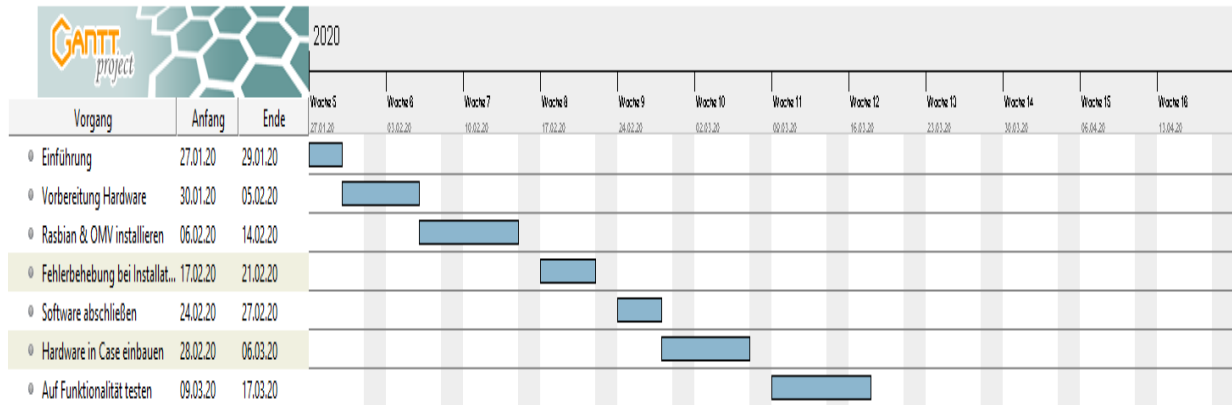 GANTT
project
2020
Woche 5 Woche 6 Woche 7 Woche 8 Woche 9 Woche 10 Woche 11 Woche 12 Woche 13 Woche 14 Woche 15 Woche 16
27.01.20 03.02.20 10.02.20 17.02.20 24.02.20 02.03.20 09.03.20 16.03.20 23.03.20 30.03.20 06.04.20 13.04.20
Vorgang Anfang Ende
Einführung 27.01.20 29.01.20
Vorbereitung Hardware 30.01.20 05.02.20
Rasbian & OMV installieren 06.02.20 14.02.20
Fehlerbehebung bei Installat... 17.02.20 21.02.20
Software abschließen 24.02.20 27.02.20
Hardware in Case einbauen 28.02.20 06.03.20
Auf Funktionalität testen 09.03.20 17.03.20